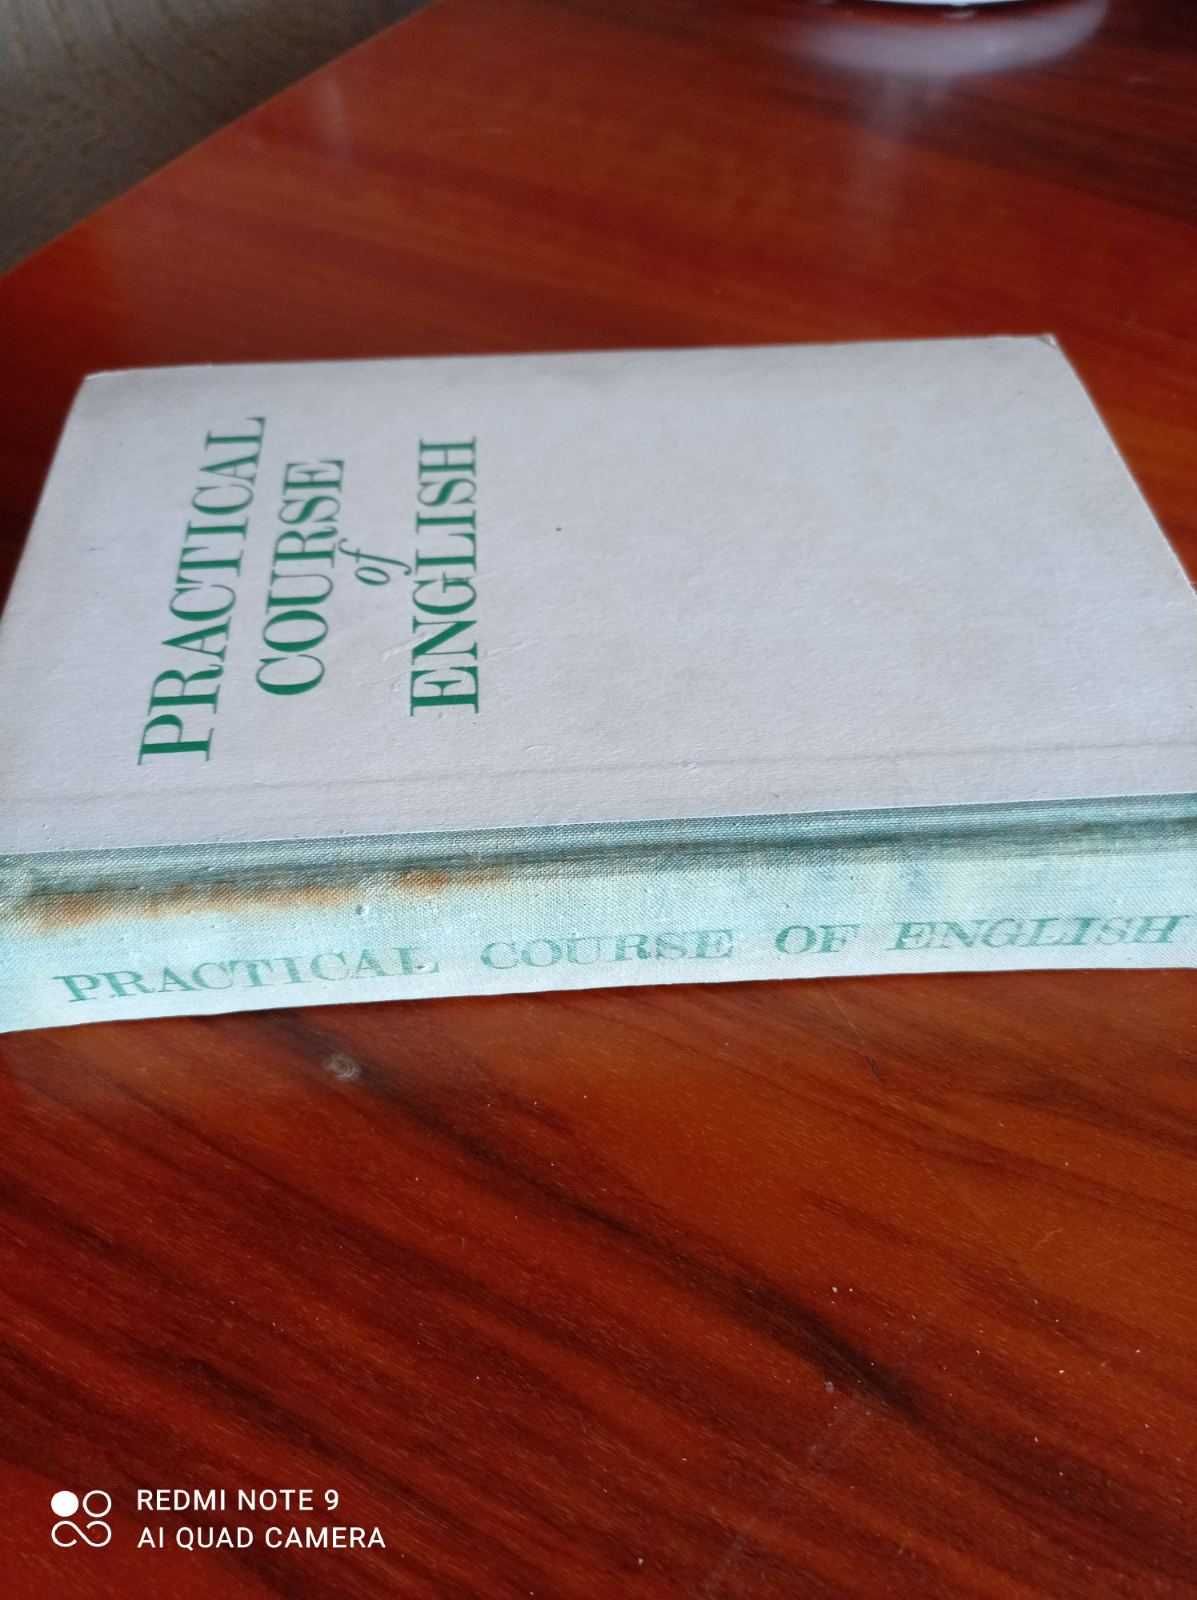 PRACTICAL
COURSE
of
ENGLISH
PRACTICAL COURSE OF ENGLISH
REDMI NOTE 9
AI QUAD CAMERA